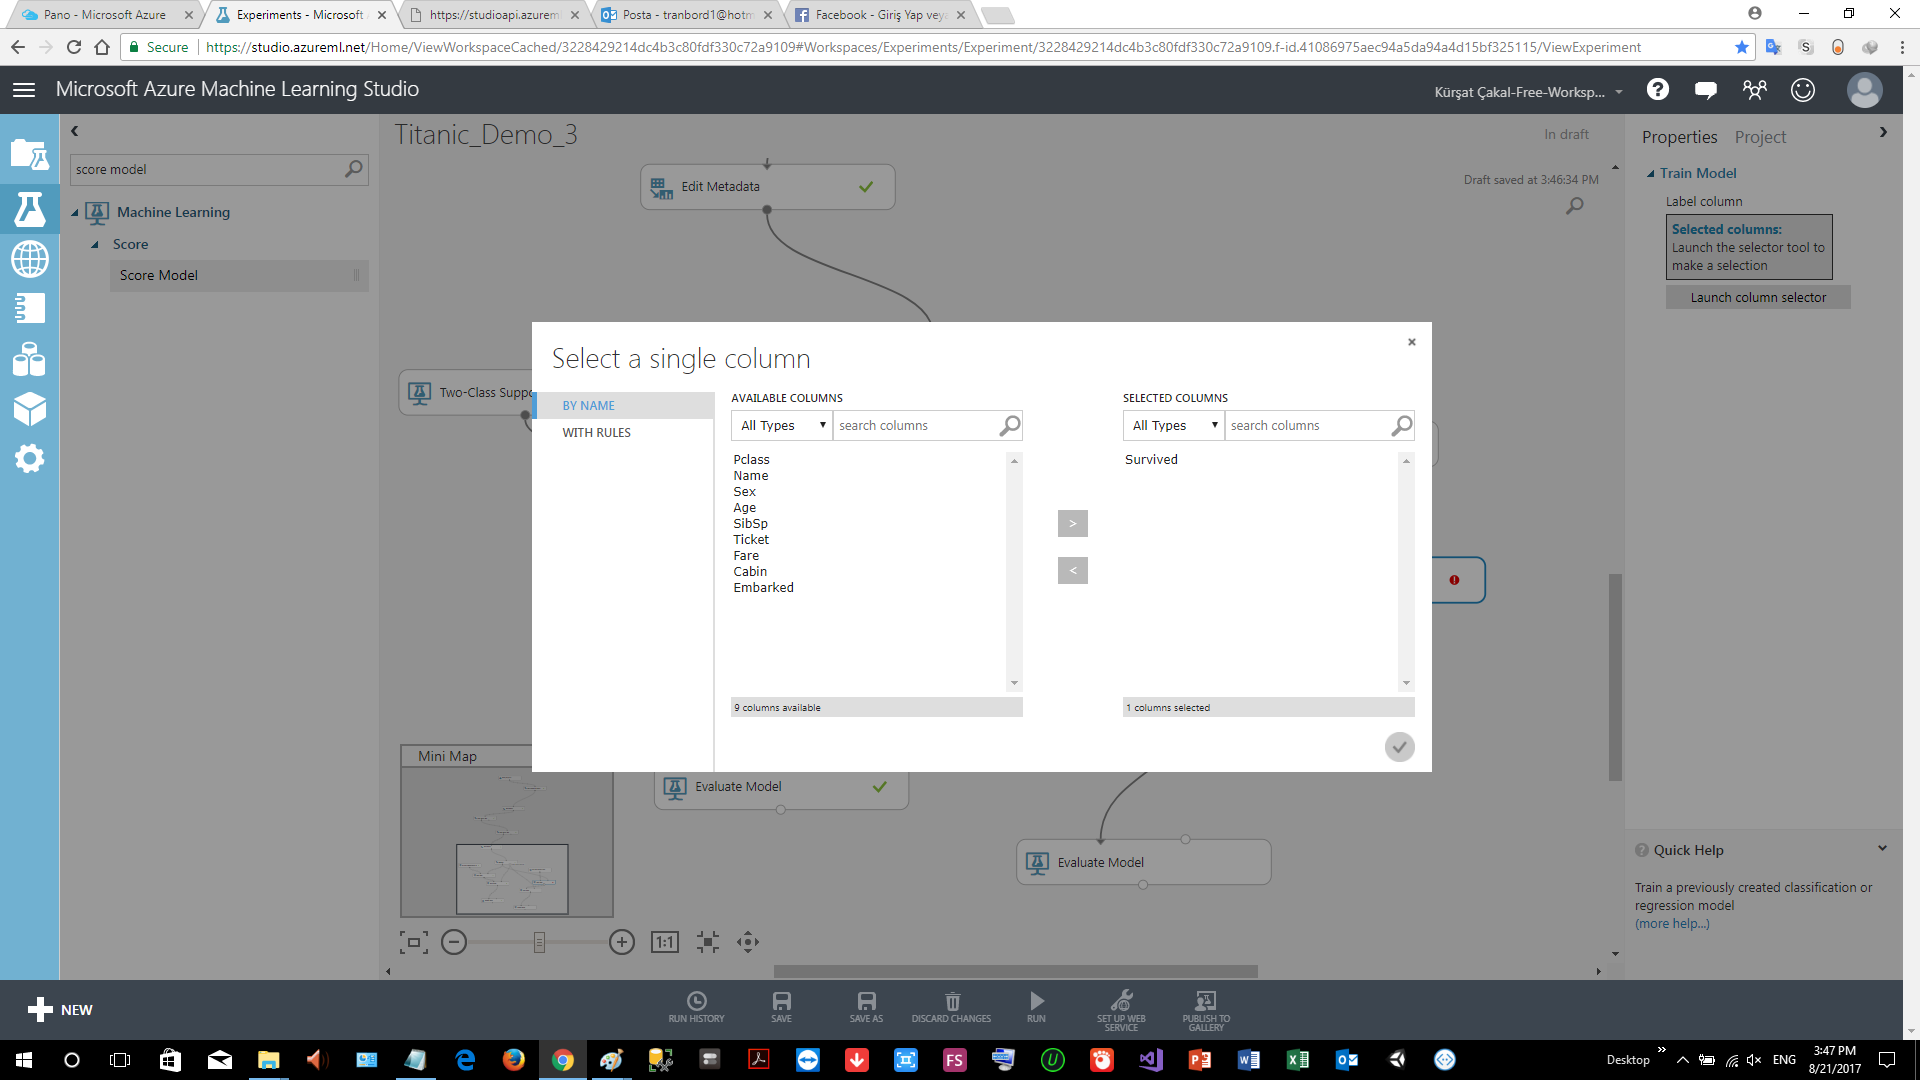 Pano - Microsoft Azure
Experiments - Microsoft
https://studioapi.azurem
Posta - tranbord1@hotm
Facebook - Giriş Yap vey
Secure
https://studio.azureml.net/Home/ViewWorkspaceCached/3228429214dc4b3c80fdf330c72a9109#Workspaces/Experiments/Experiment/3228429214dc4b3c80fdf330c72a9109.f-id.41086975aec94a5da94a4d15bf325115/ViewExperiment
Microsoft Azure Machine Learning Studio
Kürşat Çakal-Free-Worksp...
score model
Machine Learning
Score
Score Model
Titanic_Demo_3
In draft
Draft saved at 3:46:34 PM
Edit Metadata
Two-Class Suppo
Select a single column
BY NAME
WITH RULES
AVAILABLE COLUMNS
All Types
search columns
Pclass
Name
Sex
Age
SibSp
Ticket
Fare
Cabin
Embarked
9 columns available
>
<
SELECTED COLUMNS
All Types
search columns
Survived
1 columns selected
Evaluate Model
Evaluate Model
Mini Map
1:1
Properties
Project
Train Model
Label column
Selected columns:
Launch the selector tool to
make a selection
Launch column selector
Quick Help
Train a previously created classification or
regression model
(more help...)
NEW
RUN HISTORY
SAVE
SAVE AS
DISCARD CHANGES
RUN
SET UP WEB
SERVICE
PUBLISH TO
GALLERY
Desktop
ENG
3:47 PM
8/21/2017